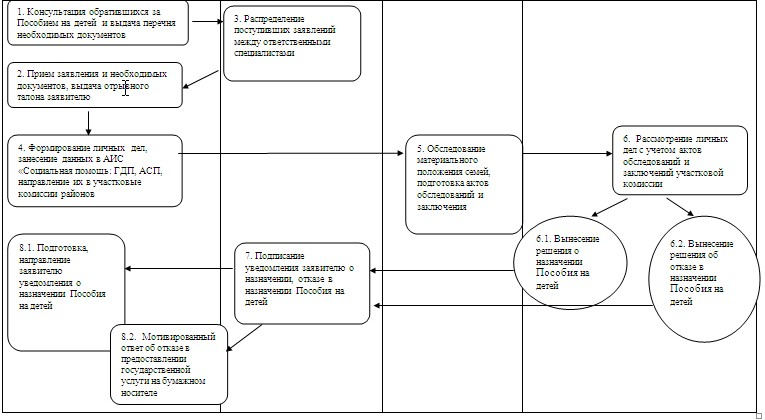 1. Консультация обратившихся за
Пособием на детей и выдача перечня
необходимых документов
3. Распределение
поступивших заявлений
между ответственными
специалистами
2. Прием заявления и необходимых
документов, выдача отрывного
талона заявителю
4. Формирование личных дел,
занесение данных в АИС
«Социальная помощь: ГДП, АСП,
направление их в участковые
комиссии районов
5. Обследование
материального
положения семей,
подготовка актов
обследований и
заключения
6. Рассмотрение личных
дел с учетом актов
обследований и
заключений участковой
комиссии
6.1. Вынесение
решения о
назначении
Пособия на
детей
6.2. Вынесение
решения об
отказе в
назначении
Пособия на
детей
7. Подписание
уведомления заявителю о
назначении, отказе в
назначении Пособия на
детей
8.1. Подготовка,
направление
заявителю
уведомления о
назначении Пособия
на детей
8.2. Мотивированный
ответ об отказе в
предоставлении
государственной
услуги на бумажном
носителе